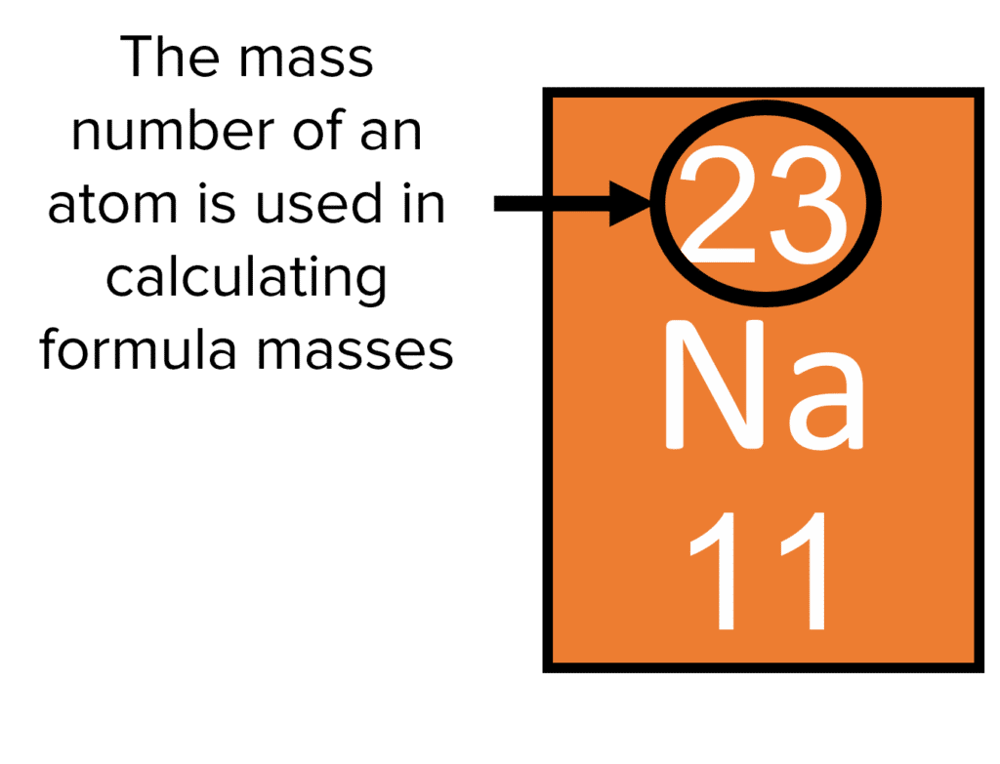 The mass
number of an
atom is used in
calculating
formula masses
23
Na
11